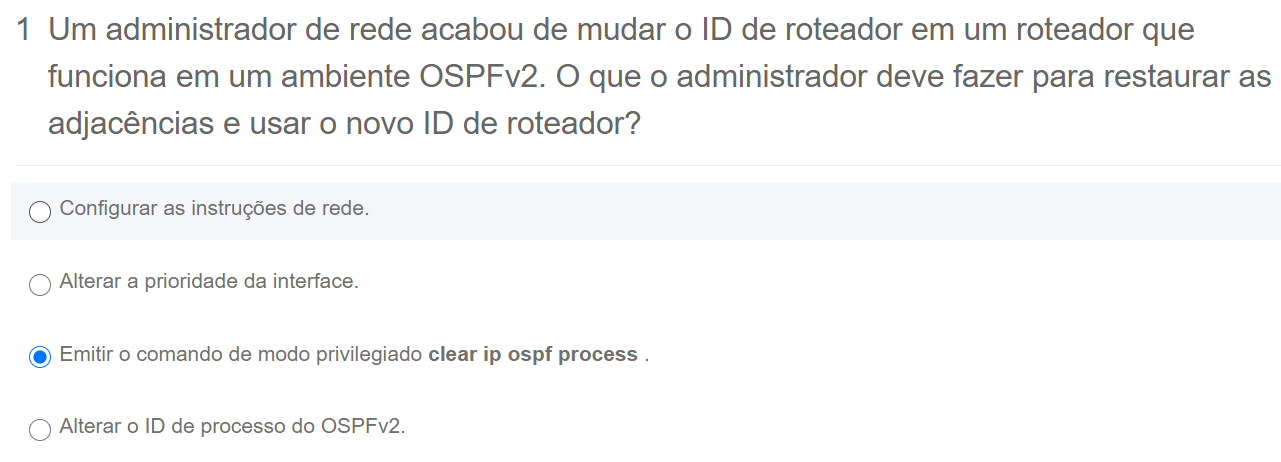 1 Um administrador de rede acabou de mudar o ID de roteador em um roteador que
funciona em um ambiente OSPFv2. O que o administrador deve fazer para restaurar as
adjacências e usar o novo ID de roteador?
Configurar as instruções de rede.
Alterar a prioridade da interface.
Emitir o comando de modo privilegiado clear ip ospf process .
Alterar o ID de processo do OSPFv2.